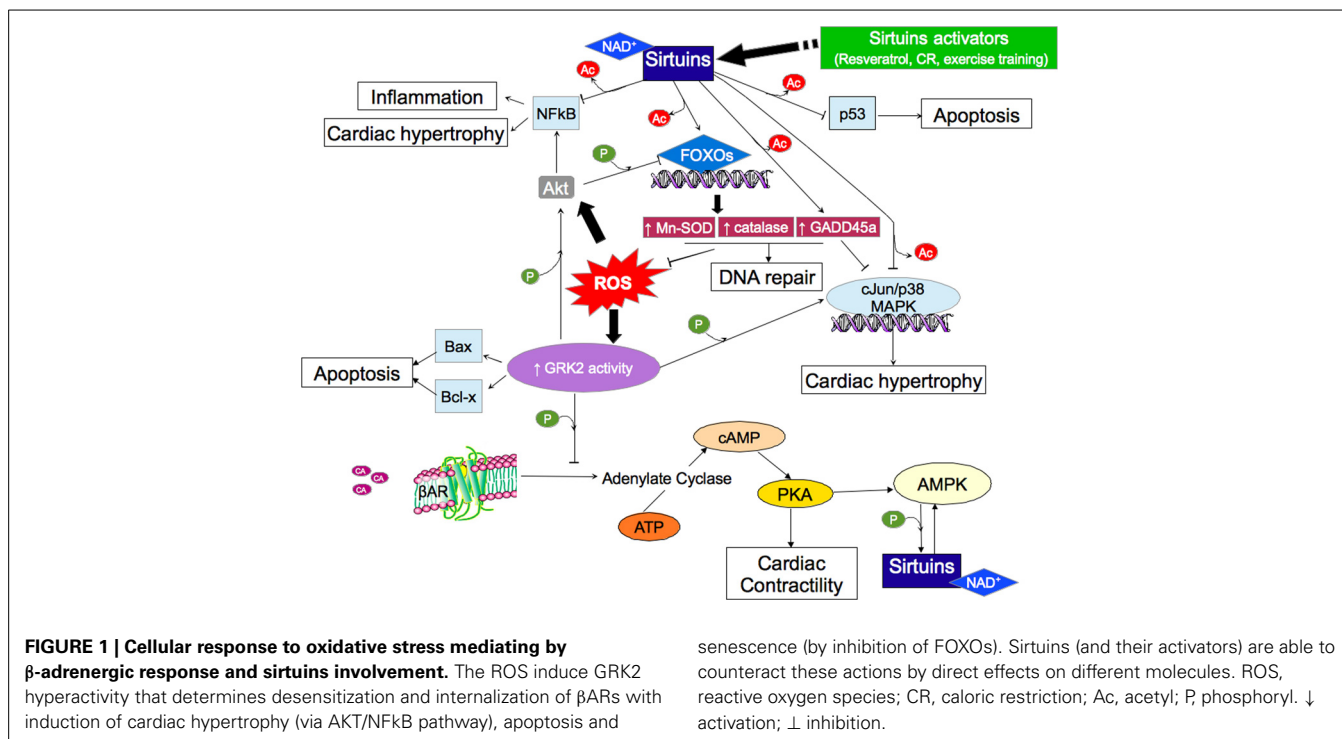 NAD+
Sirtuins
Sirtuins activators
(Resveratrol, CR, exercise training)
Ac
Ac
Inflammation
Cardiac hypertrophy
NFkB
Ac
p53
Apoptosis
P
FOXOs
Ac
Akt
↑ Mn-SOD
↑ catalase
↑ GADD45a
Ac
P
ROS
DNA repair
cJun/p38
MAPK
P
Bax
Apoptosis
Bcl-x
↑ GRK2 activity
Cardiac hypertrophy
P
cAMP
CA
CA
CA
βAR
Adenylate Cyclase
PKA
AMPK
ATP
P
Cardiac
Contractility
Sirtuins
NAD+
FIGURE 1 | Cellular response to oxidative stress mediating by
β-adrenergic response and sirtuins involvement. The ROS induce GRK2
hyperactivity that determines desensitization and internalization of βARs with
induction of cardiac hypertrophy (via AKT/NFkB pathway), apoptosis and
senescence (by inhibition of FOXOs). Sirtuins (and their activators) are able to
counteract these actions by direct effects on different molecules. ROS,
reactive oxygen species; CR, caloric restriction; Ac, acetyl; P, phosphoryl. ↓
activation; ⊥ inhibition.